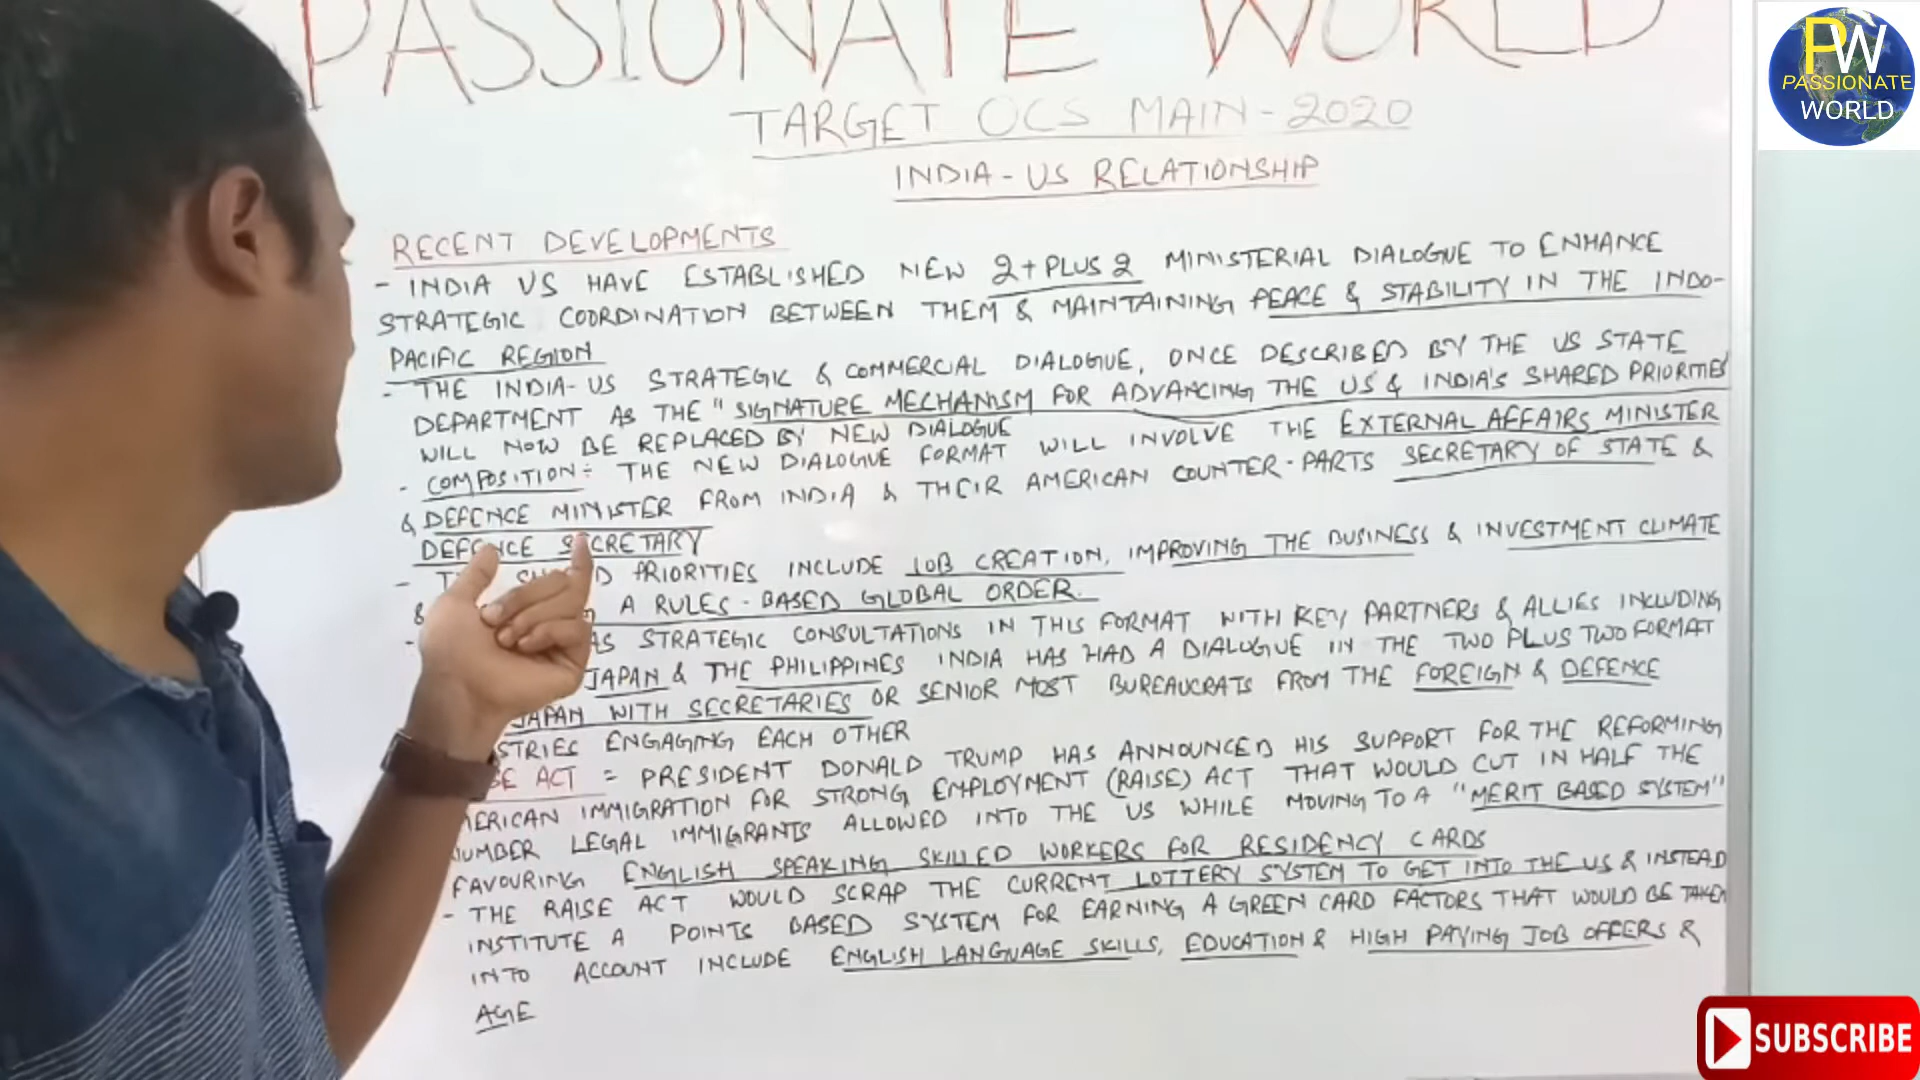 PASSIONATE WORLD
PW
PASSIONATE
WORLD
TARGET OCS MAIN-2020
INDIA-US RELATIONSHIP
RECENT DEVELOPMENTS
- INDIA US HAVE ESTABLISHED NEW 2+PLUS 2 MINISTERIAL DIALOGUE TO ENHANCE
STRATEGIC COORDINATION BETWEEN THEM & MAINTAINING PEACE & STABILITY IN THE INDO-
PACIFIC REGION
- THE INDIA-US STRATEGIC & COMMERCIAL DIALOGUE, ONCE DESCRIBED BY THE US STATE
DEPARTMENT AS THE "SIGNATURE MECHANISM FOR ADVANCING THE US & INDIA'S SHARED PRIORITIES
WILL NOW BE REPLACED BY NEW DIALOGUE
- COMPOSITION: THE NEW DIALOGUE FORMAT WILL INVOLVE THE EXTERNAL AFFAIRS MINISTER
& DEFENCE MINISTER FROM INDIA & THEIR AMERICAN COUNTER-PARTS SECRETARY OF STATE &
DEFENCE SECRETARY
- PRIORITIES INCLUDE JOB CREATION, IMPROVING THE BUSINESS & INVESTMENT CLIMATE
& A RULES-BASED GLOBAL ORDER.
- AS STRATEGIC CONSULTATIONS IN THIS FORMAT WITH KEY PARTNERS & ALLIES INCLUDING
JAPAN & THE PHILIPPINES INDIA HAS HAD A DIALOGUE IN THE TWO PLUS TWO FORMAT
JAPAN WITH SECRETARIES OR SENIOR MOST BUREAUCRATS FROM THE FOREIGN & DEFENCE
STRIES ENGAGING EACH OTHER
SE ACT = PRESIDENT DONALD TRUMP HAS ANNOUNCED HIS SUPPORT FOR THE REFORMING
MERICAN IMMIGRATION FOR STRONG EMPLOYMENT (RAISE) ACT THAT WOULD CUT IN HALF THE
NUMBER LEGAL IMMIGRANTS ALLOWED INTO THE US WHILE MOVING TO A "MERIT BASED SYSTEM"
FAVOURING ENGLISH SPEAKING SKILLED WORKERS FOR RESIDENCY CARDS
- THE RAISE ACT WOULD SCRAP THE CURRENT LOTTERY SYSTEM TO GET INTO THE US & INSTEAD
INSTITUTE A POINTS BASED SYSTEM FOR EARNING A GREEN CARD FACTORS THAT WOULD BE TAKEN
INTO ACCOUNT INCLUDE ENGLISH LANGUAGE SKILLS, EDUCATION & HIGH PAYING JOB OFFERS &
AGE
SUBSCRIBE